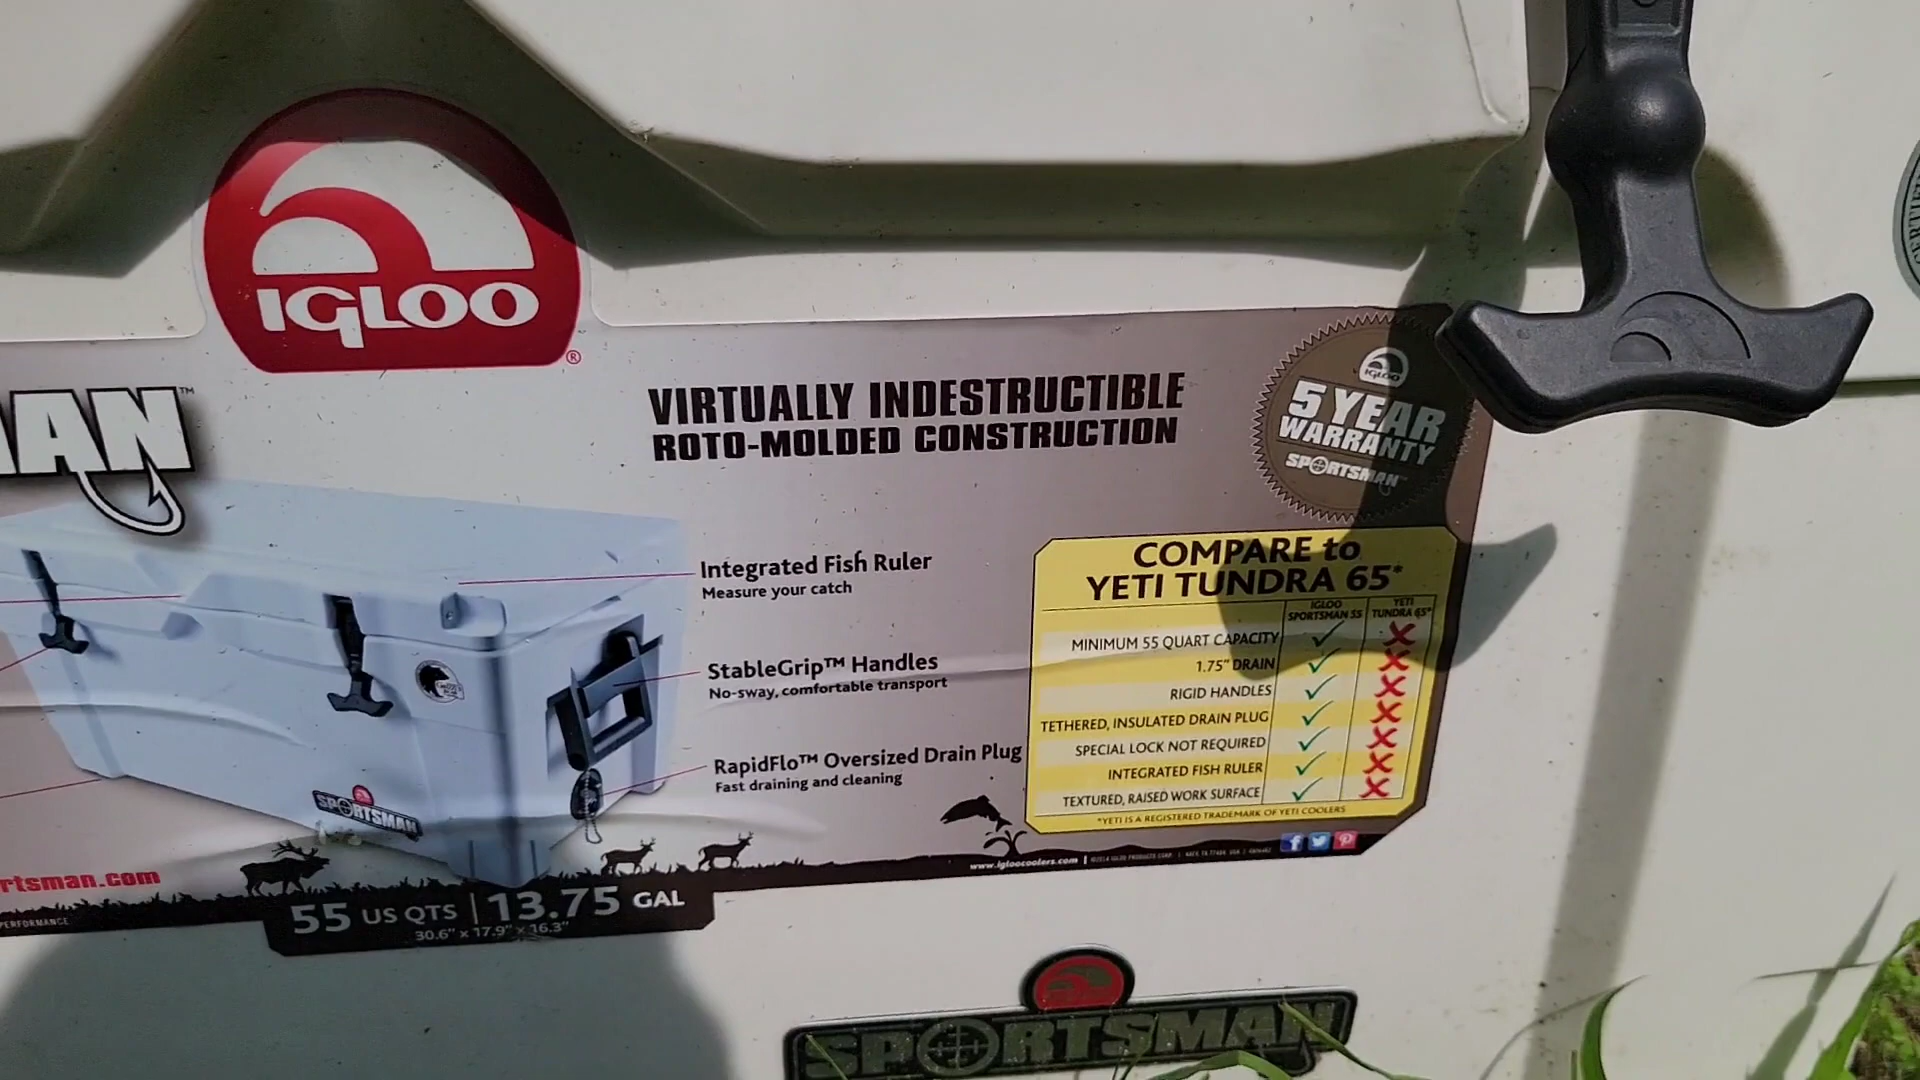 IGLOO
®
MAN™
VIRTUALLY INDESTRUCTIBLE
ROTO-MOLDED CONSTRUCTION
IGLOO
5 YEAR
WARRANTY
SPORTSMAN™
Integrated Fish Ruler
Measure your catch
StableGrip™ Handles
No-sway, comfortable transport
RapidFlo™ Oversized Drain Plug
Fast draining and cleaning
COMPARE to
YETI TUNDRA 65*
IGLOO SPORTSMAN 55
YETI TUNDRA 65*
MINIMUM 55 QUART CAPACITY ✓ X
1.75" DRAIN ✓ X
RIGID HANDLES ✓ X
TETHERED, INSULATED DRAIN PLUG ✓ X
SPECIAL LOCK NOT REQUIRED ✓ X
INTEGRATED FISH RULER ✓ X
TEXTURED, RAISED WORK SURFACE ✓ X
*YETI IS A REGISTERED TRADEMARK OF YETI COOLERS
www.igloocoolers.com
SPORTSMAN
rtsman.com
PERFORMANCE
55 US QTS | 13.75 GAL
30.6" x 17.9" x 16.3"
SPORTSMAN